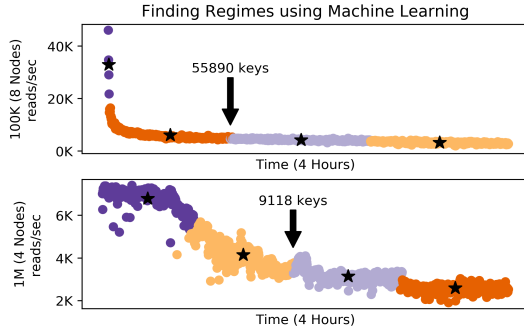 Finding Regimes using Machine Learning
100K (8 Nodes)
reads/sec
40K
20K
0K
55890 keys
Time (4 Hours)
1M (4 Nodes)
reads/sec
6K
4K
2K
9118 keys
Time (4 Hours)